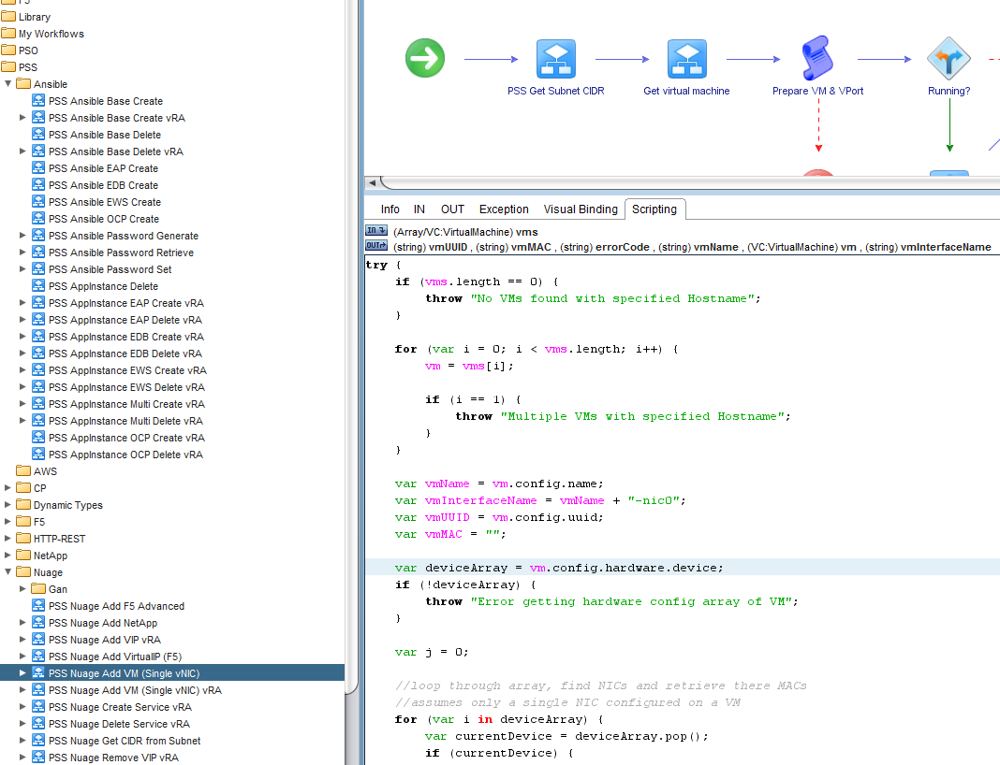 F5
Library
My Workflows
PSO
PSS
Ansible
PSS Ansible Base Create
PSS Ansible Base Create vRA
PSS Ansible Base Delete
PSS Ansible Base Delete vRA
PSS Ansible EAP Create
PSS Ansible EDB Create
PSS Ansible EWS Create
PSS Ansible OCP Create
PSS Ansible Password Generate
PSS Ansible Password Retrieve
PSS Ansible Password Set
PSS AppInstance Delete
PSS AppInstance EAP Create vRA
PSS AppInstance EAP Delete vRA
PSS AppInstance EDB Create vRA
PSS AppInstance EDB Delete vRA
PSS AppInstance EWS Create vRA
PSS AppInstance EWS Delete vRA
PSS AppInstance Multi Create vRA
PSS AppInstance Multi Delete vRA
PSS AppInstance OCP Create vRA
PSS AppInstance OCP Delete vRA
AWS
CP
Dynamic Types
F5
HTTP-REST
NetApp
Nuage
Gan
PSS Nuage Add F5 Advanced
PSS Nuage Add NetApp
PSS Nuage Add VIP vRA
PSS Nuage Add VirtualIP (F5)
PSS Nuage Add VM (Single vNIC)
PSS Nuage Add VM (Single vNIC) vRA
PSS Nuage Create Service vRA
PSS Nuage Delete Service vRA
PSS Nuage Get CIDR from Subnet
PSS Nuage Remove VIP vRA
PSS Get Subnet CIDR
Get virtual machine
Prepare VM & VPort
Running?
Info IN OUT Exception Visual Binding Scripting
IN (Array/VC:VirtualMachine) vms
OUT (string) vmUUID , (string) vmMAC , (string) errorCode , (string) vmName , (VC:VirtualMachine) vm , (string) vmInterfaceName
try {
if (vms.length == 0) {
throw "No VMs found with specified Hostname";
}
for (var i = 0; i < vms.length; i++) {
vm = vms[i];
if (i == 1) {
throw "Multiple VMs with specified Hostname";
}
}
var vmName = vm.config.name;
var vmInterfaceName = vmName + "-nic0";
var vmUUID = vm.config.uuid;
var vmMAC = "";
var deviceArray = vm.config.hardware.device;
if (!deviceArray) {
throw "Error getting hardware config array of VM";
}
var j = 0;
//loop through array, find NICs and retrieve there MACs
//assumes only a single NIC configured on a VM
for (var i in deviceArray) {
var currentDevice = deviceArray.pop();
if (currentDevice) {